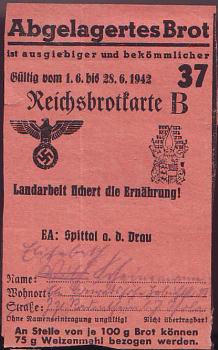 Abgelagertes Brot
ist ausgiebiger und bekömmlicher
Gültig vom 1. 6. bis 28. 6. 1942
37
Reichsbrotkarte B
Landarbeit sichert die Ernährung!
EA: Spittal a. d. Drau
Name:
Wohnort
Straße:
Ohne Namenseintragung ungültig! Nicht übertragbar!
An Stelle von je 100 g Brot können
75 g Weizenmahl bezogen werden.